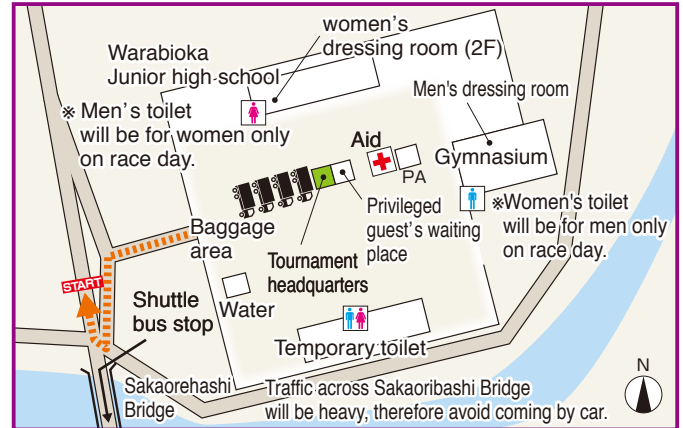 women's
dressing room (2F)
Warabioka
Junior high school
Men's dressing room
※ Men's toilet
will be for women only
on race day.
Aid
PA
Gymnasium
Privileged
guest's waiting
place
※Women's toilet
will be for men only
on race day.
Baggage
area
Tournament
headquarters
START
Shuttle
bus stop
Water
Temporary toilet
Sakaorehashi
Bridge
Traffic across Sakaoribashi Bridge
will be heavy, therefore avoid coming by car.
N